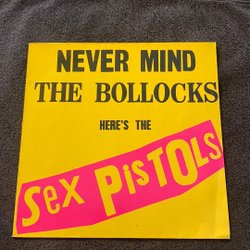 NEVER MIND
THE BOLLOCKS
HERE'S THE
Sex PisTOLS